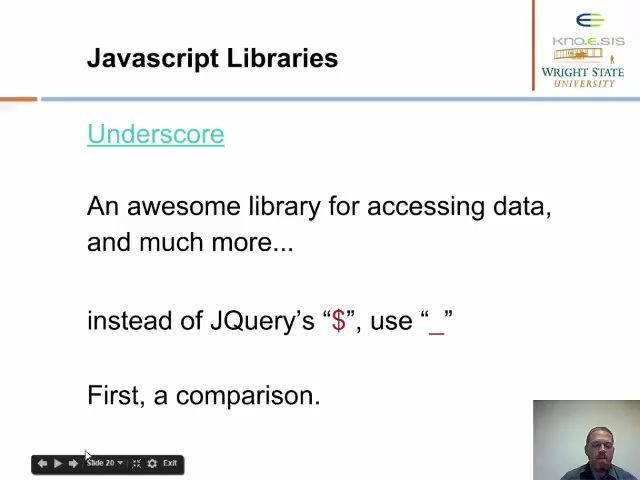 Javascript Libraries
KNO.E.SIS
WRIGHT STATE
UNIVERSITY
Underscore
An awesome library for accessing data,
and much more...
instead of JQuery’s “$”, use “_”
First, a comparison.
Slide 20
Exit